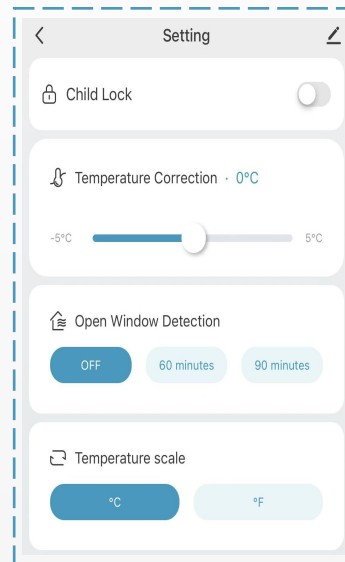 Setting
Child Lock
Temperature Correction · 0°C
-5°C 5°C
Open Window Detection
OFF 60 minutes 90 minutes
Temperature scale
°C °F